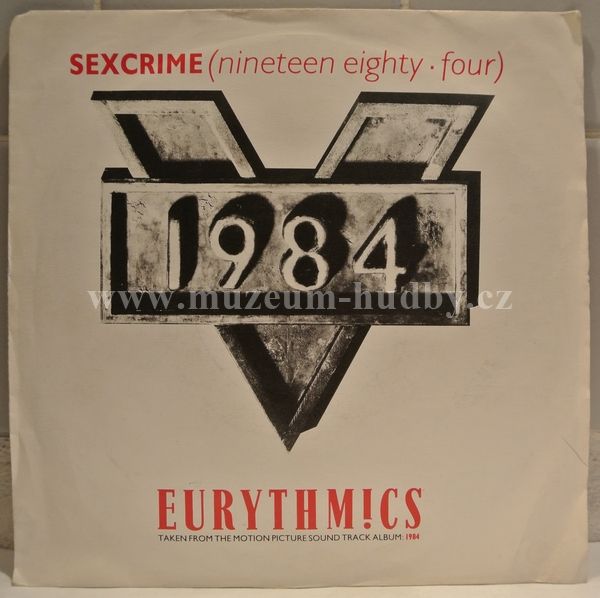 SEXCRIME (nineteen eighty · four)
1984
www.muzeum-hudby.cz
EURYTHM!CS
TAKEN FROM THE MOTION PICTURE SOUND TRACK ALBUM: 1984